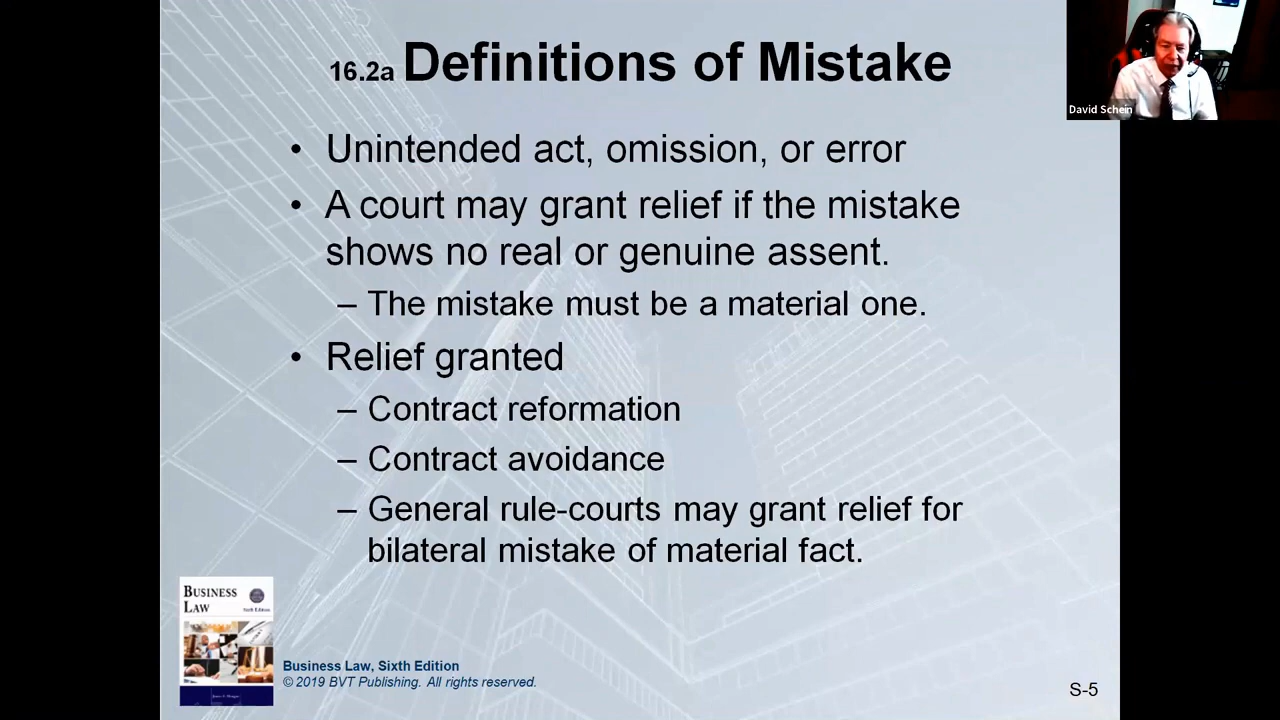 16.2a Definitions of Mistake
David Schein
• Unintended act, omission, or error
• A court may grant relief if the mistake
shows no real or genuine assent.
– The mistake must be a material one.
• Relief granted
– Contract reformation
– Contract avoidance
– General rule-courts may grant relief for
bilateral mistake of material fact.
BUSINESS
LAW
Sixth Edition
Business Law, Sixth Edition
© 2019 BVT Publishing. All rights reserved.
S-5